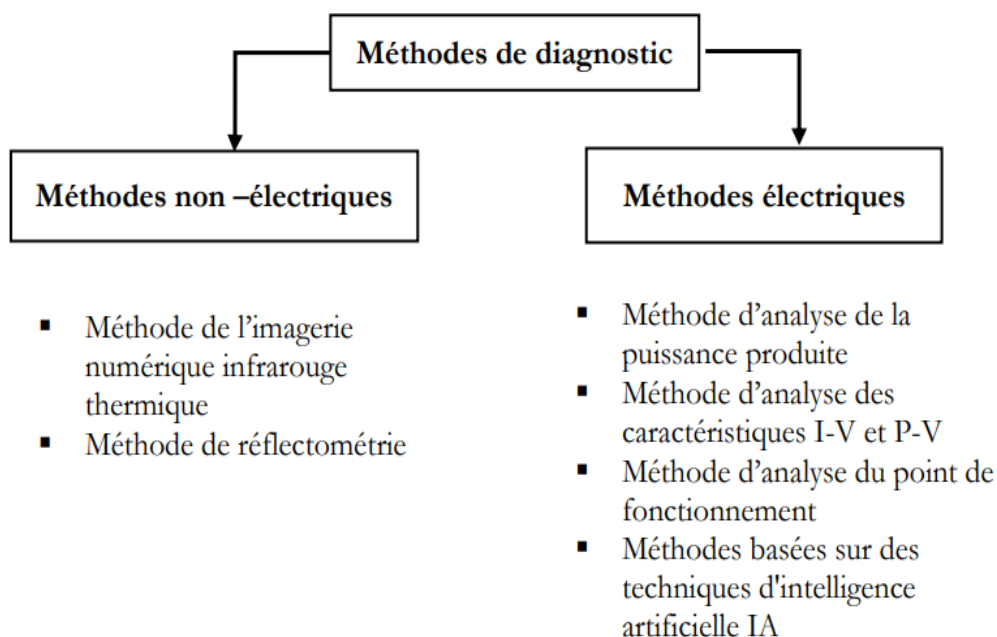 Méthodes de diagnostic
Méthodes non –électriques
Méthodes électriques
▪ Méthode de l’imagerie
numérique infrarouge
thermique
▪ Méthode de réflectométrie
▪ Méthode d’analyse de la
puissance produite
▪ Méthode d’analyse des
caractéristiques I-V et P-V
▪ Méthode d’analyse du point de
fonctionnement
▪ Méthodes basées sur des
techniques d'intelligence
artificielle IA